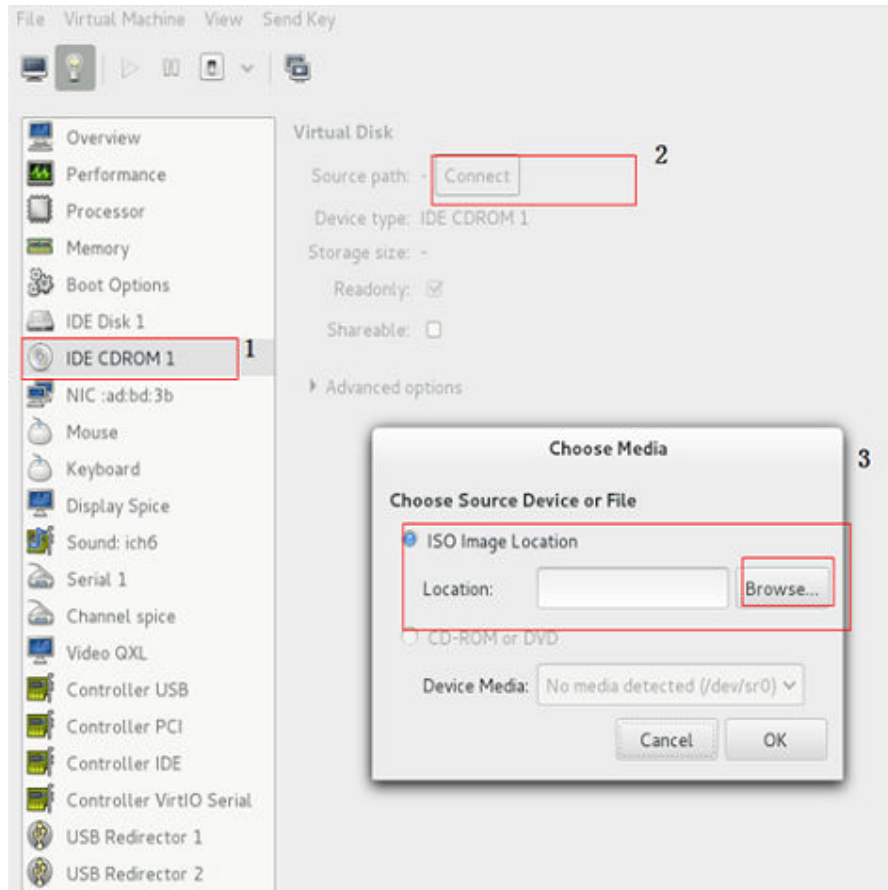 File Virtual Machine View Send Key
Overview
Performance
Processor
Memory
Boot Options
IDE Disk 1
IDE CDROM 1
1
NIC :ad:bd:3b
Mouse
Keyboard
Display Spice
Sound: ich6
Serial 1
Channel spice
Video QXL
Controller USB
Controller PCI
Controller IDE
Controller VirtIO Serial
USB Redirector 1
USB Redirector 2
Virtual Disk
Source path: - Connect
2
Device type: IDE CDROM 1
Storage size: -
Readonly:
Shareable:
Advanced options
Choose Media
3
Choose Source Device or File
ISO Image Location
Location: Browse...
CD-ROM or DVD
Device Media: No media detected (/dev/sr0)
Cancel OK